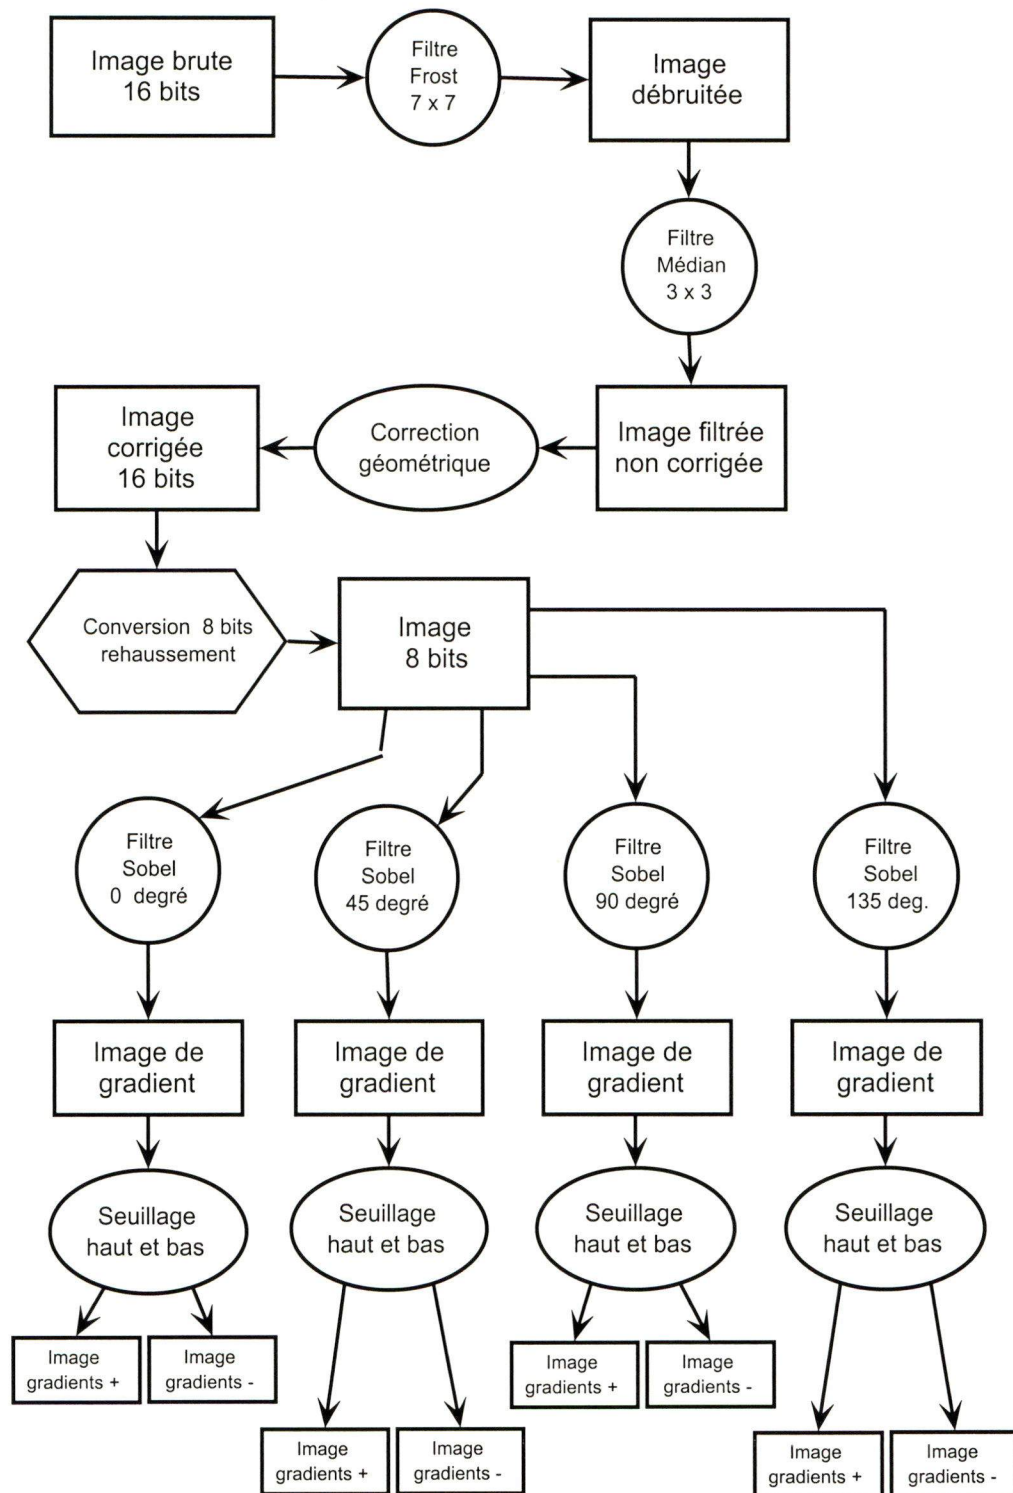 Image brute
16 bits
Filtre
Frost
7 x 7
Image
débruitée
Filtre
Médian
3 x 3
Image filtrée
non corrigée
Correction
géométrique
Image
corrigée
16 bits
Conversion 8 bits
rehaussement
Image
8 bits
Filtre
Sobel
0 degré
Filtre
Sobel
45 degré
Filtre
Sobel
90 degré
Filtre
Sobel
135 deg.
Image de
gradient
Image de
gradient
Image de
gradient
Image de
gradient
Seuillage
haut et bas
Seuillage
haut et bas
Seuillage
haut et bas
Seuillage
haut et bas
Image
gradients +
Image
gradients -
Image
gradients +
Image
gradients -
Image
gradients +
Image
gradients -
Image
gradients +
Image
gradients -